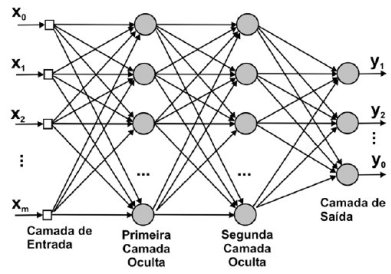 x0
x1
x2
⋮
xm
y1
y2
⋮
y0
...
...
Camada de
Entrada
Primeira
Camada
Oculta
Segunda
Camada
Oculta
Camada de
Saída